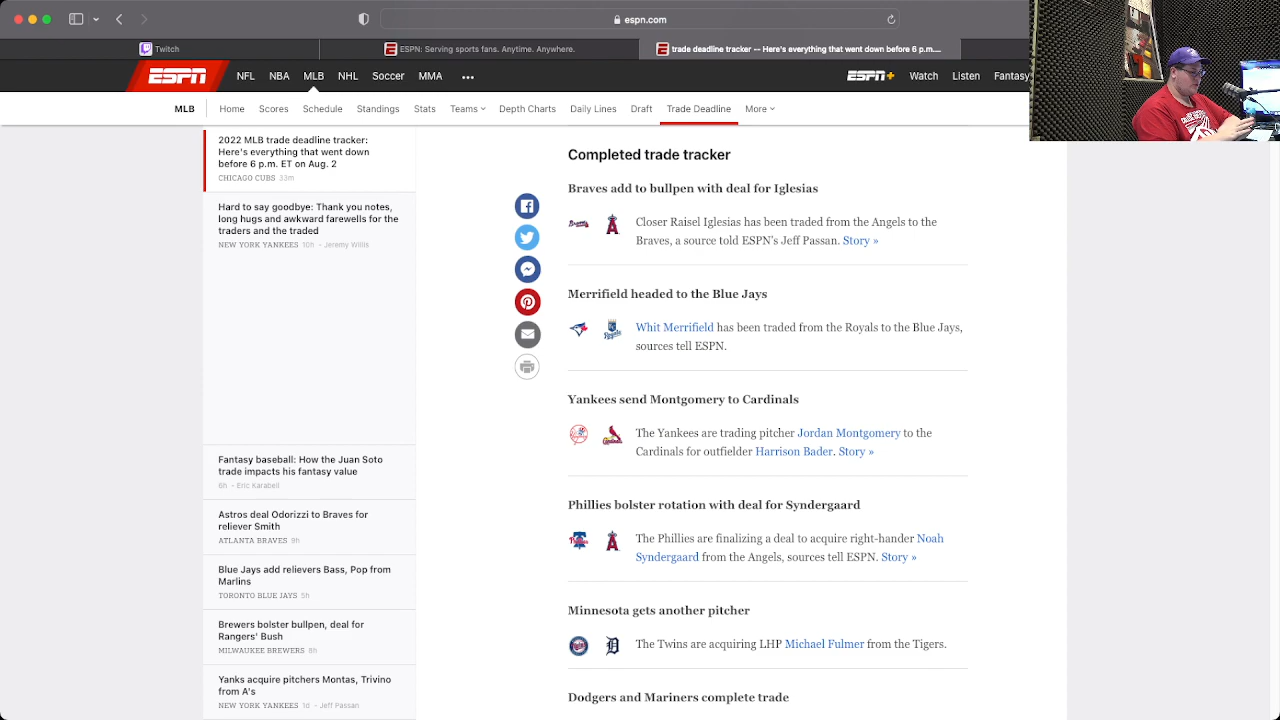 espn.com
Twitch
ESPN: Serving sports fans. Anytime. Anywhere.
trade deadline tracker -- Here's everything that went down before 6 p.m....
ESPN NFL NBA MLB NHL Soccer MMA ••• ESPN+ Watch Listen Fantasy
MLB Home Scores Schedule Standings Stats Teams Depth Charts Daily Lines Draft Trade Deadline More
2022 MLB trade deadline tracker:
Here's everything that went down
before 6 p.m. ET on Aug. 2
CHICAGO CUBS 33m
Hard to say goodbye: Thank you notes,
long hugs and awkward farewells for the
traders and the traded
NEW YORK YANKEES 10h - Jeremy Willis
Fantasy baseball: How the Juan Soto
trade impacts his fantasy value
6h - Eric Karabell
Astros deal Odorizzi to Braves for
reliever Smith
ATLANTA BRAVES 9h
Blue Jays add relievers Bass, Pop from
Marlins
TORONTO BLUE JAYS 5h
Brewers bolster bullpen, deal for
Rangers' Bush
MILWAUKEE BREWERS 8h
Yanks acquire pitchers Montas, Trivino
from A's
NEW YORK YANKEES 1d - Jeff Passan
Completed trade tracker
Braves add to bullpen with deal for Iglesias
Closer Raisel Iglesias has been traded from the Angels to the
Braves, a source told ESPN's Jeff Passan. Story »
Merrifield headed to the Blue Jays
Whit Merrifield has been traded from the Royals to the Blue Jays,
sources tell ESPN.
Yankees send Montgomery to Cardinals
The Yankees are trading pitcher Jordan Montgomery to the
Cardinals for outfielder Harrison Bader. Story »
Phillies bolster rotation with deal for Syndergaard
The Phillies are finalizing a deal to acquire right-hander Noah
Syndergaard from the Angels, sources tell ESPN. Story »
Minnesota gets another pitcher
The Twins are acquiring LHP Michael Fulmer from the Tigers.
Dodgers and Mariners complete trade